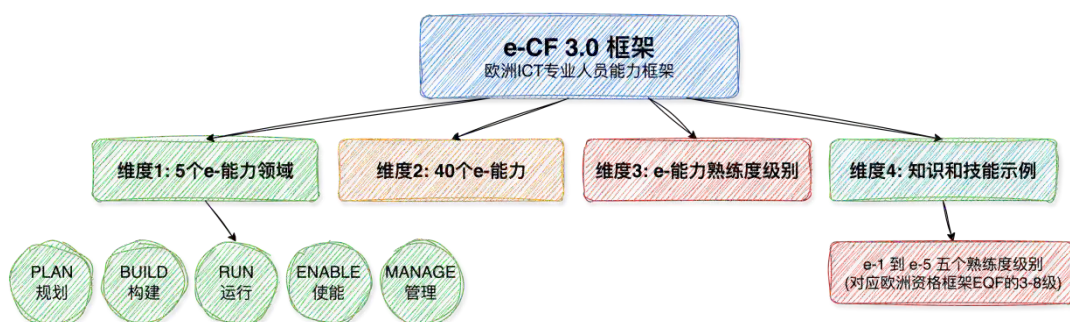 e-CF 3.0 框架
欧洲ICT专业人员能力框架
维度1: 5个e-能力领域
维度2: 40个e-能力
维度3: e-能力熟练度级别
维度4: 知识和技能示例
PLAN
规划
BUILD
构建
RUN
运行
ENABLE
使能
MANAGE
管理
e-1 到 e-5 五个熟练度级别
(对应欧洲资格框架EQF的3-8级)